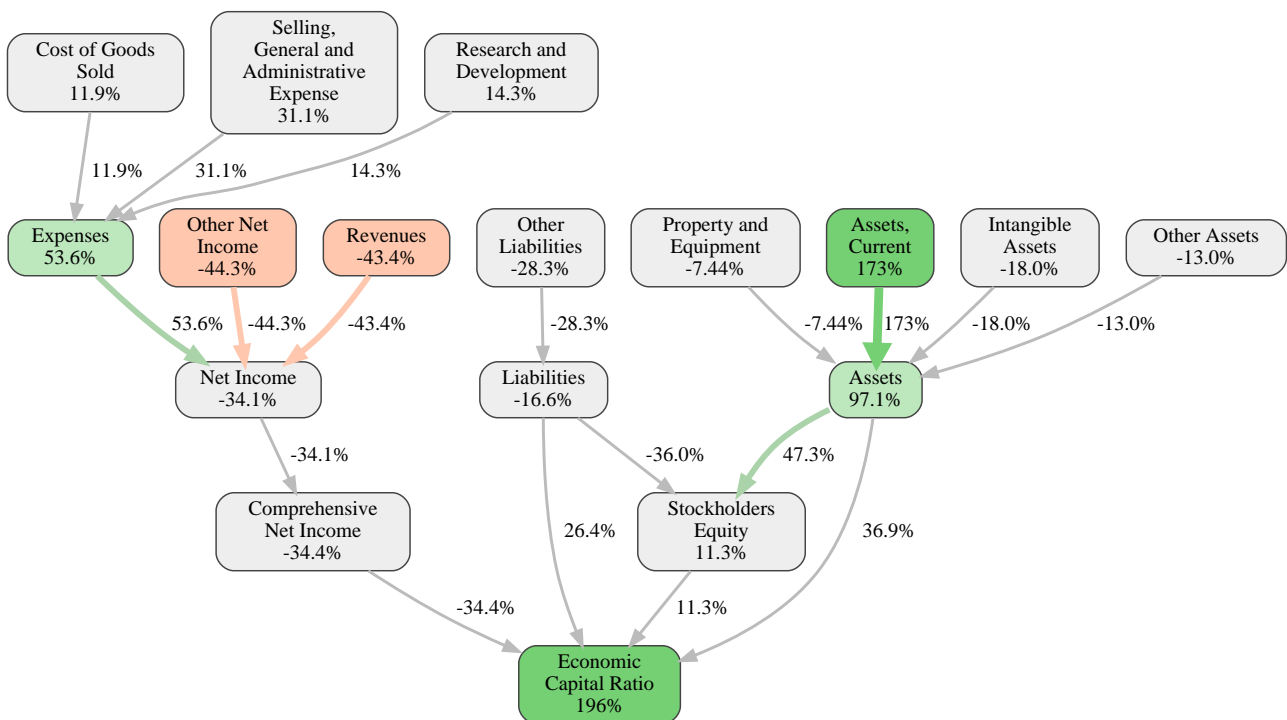 Cost of Goods
Sold
11.9%
Selling,
General and
Administrative
Expense
31.1%
Research and
Development
14.3%
11.9%
31.1%
14.3%
Expenses
53.6%
Other Net
Income
-44.3%
Revenues
-43.4%
Other
Liabilities
-28.3%
Property and
Equipment
-7.44%
Assets,
Current
173%
Intangible
Assets
-18.0%
Other Assets
-13.0%
53.6%
-44.3%
-43.4%
-28.3%
-7.44%
173%
-18.0%
-13.0%
Net Income
-34.1%
Liabilities
-16.6%
Assets
97.1%
-34.1%
-36.0%
47.3%
Comprehensive
Net Income
-34.4%
26.4%
Stockholders
Equity
11.3%
36.9%
-34.4%
11.3%
Economic
Capital Ratio
196%